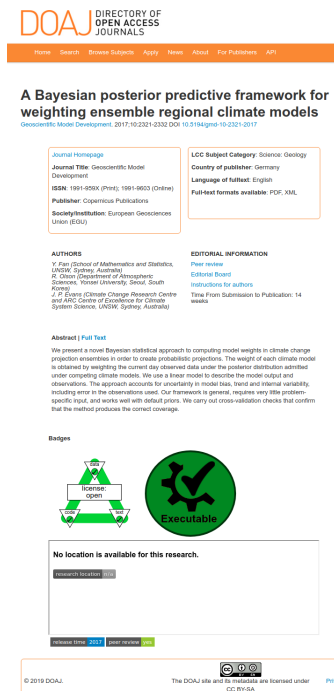 DOAJ DIRECTORY OF
OPEN ACCESS
JOURNALS
Home Search Browse Subjects Apply News About For Publishers API
A Bayesian posterior predictive framework for
weighting ensemble regional climate models
Geoscientific Model Development. 2017;10:2321-2332 DOI 10.5194/gmd-10-2321-2017
Journal Homepage
Journal Title: Geoscientific Model
Development
ISSN: 1991-959X (Print); 1991-9603 (Online)
Publisher: Copernicus Publications
Society/Institution: European Geosciences
Union (EGU)
LCC Subject Category: Science: Geology
Country of publisher: Germany
Language of fulltext: English
Full-text formats available: PDF, XML
AUTHORS
Y. Fan (School of Mathematics and Statistics,
UNSW, Sydney, Australia)
R. Olson (Department of Atmospheric
Sciences, Yonsei University, Seoul, South
Korea)
J. P. Evans (Climate Change Research Centre
and ARC Centre of Excellence for Climate
System Science, UNSW, Sydney, Australia)
EDITORIAL INFORMATION
Peer review
Editorial Board
Instructions for authors
Time From Submission to Publication: 14
weeks
Abstract | Full Text
We present a novel Bayesian statistical approach to computing model weights in climate change
projection ensembles in order to create probabilistic projections. The weight of each climate model
is obtained by weighting the current day observed data under the posterior distribution admitted
under competing climate models. We use a linear model to describe the model output and
observations. The approach accounts for uncertainty in model bias, trend and internal variability,
including error in the observations used. Our framework is general, requires very little problem-
specific input, and works well with default priors. We carry out cross-validation checks that confirm
that the method produces the correct coverage.
Badges
data
license:
open
code text
Executable
No location is available for this research.
research location n/a
release time 2017 peer review yes
© 2019 DOAJ.
The DOAJ site and its metadata are licensed under
CC BY-SA